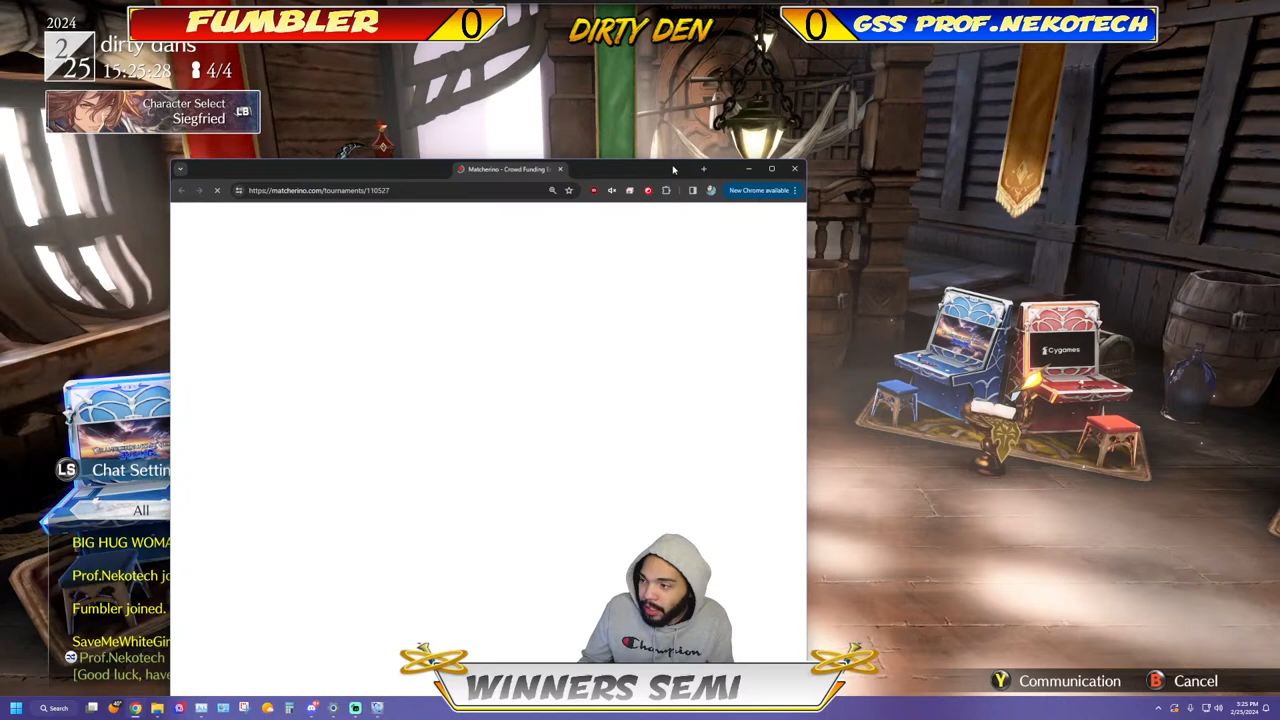 2024
FUMBLER 0
DIRTY DEN
0 GSS PROF.NEKOTECH
2
25
dirty dans
15:25:28 4/4
Character Select
Siegfried
LB
Matcherino - Crowd Funding
https://matcherino.com/tournaments/110527
New Chrome available
Cygames
LS Chat Settin
All
BIG HUG WOMA
Prof.Nekotech jo
Fumbler joined.
SaveMeWhiteGir
Prof.Nekotech
[Good luck, have
Champion
WINNERS SEMI
Y Communication
B Cancel
Search
3:25 PM
2/25/2024